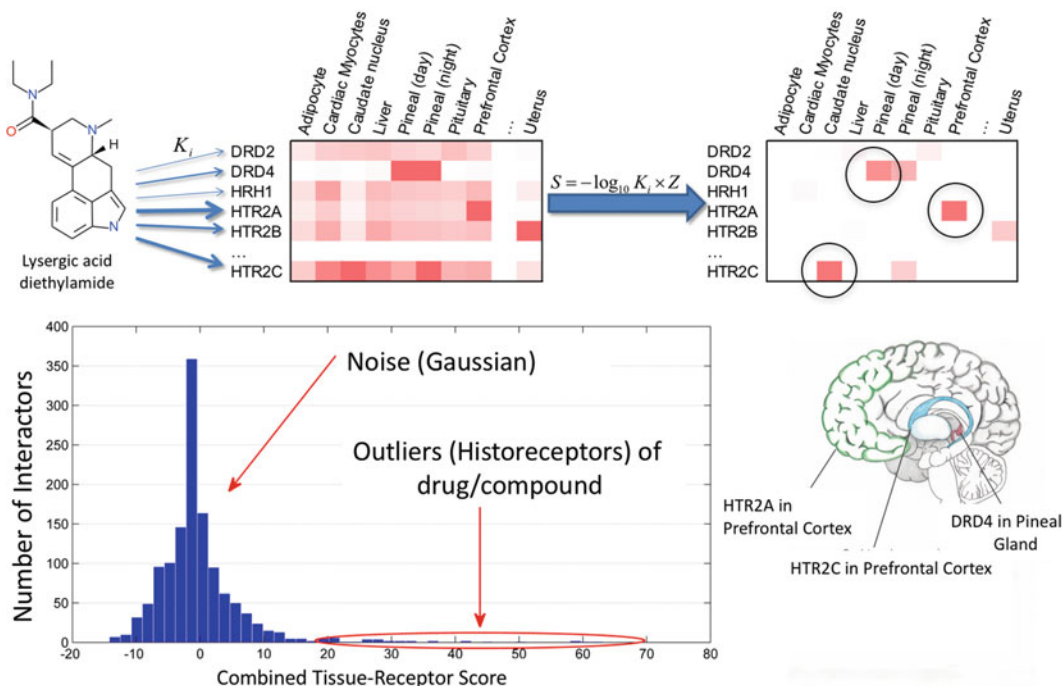 Adipocyte
Cardiac Myocytes
Caudate nucleus
Liver
Pineal (day)
Pineal (night)
Pituitary
Prefrontal Cortex
...
Uterus
N
O
N
H
N
Lysergic acid
diethylamide
K_i
DRD2
DRD4
HRH1
HTR2A
HTR2B
...
HTR2C
S = −log₁₀ K_i × Z
Adipocyte
Cardiac Myocytes
Caudate nucleus
Liver
Pineal (day)
Pineal (night)
Pituitary
Prefrontal Cortex
...
Uterus
DRD2
DRD4
HRH1
HTR2A
HTR2B
...
HTR2C
Number of Interactors
400
350
300
250
200
150
100
50
0
-20 -10 0 10 20 30 40 50 60 70 80
Combined Tissue-Receptor Score
Noise (Gaussian)
Outliers (Historeceptors) of
drug/compound
HTR2A in
Prefrontal Cortex
DRD4 in Pineal
Gland
HTR2C in Prefrontal Cortex